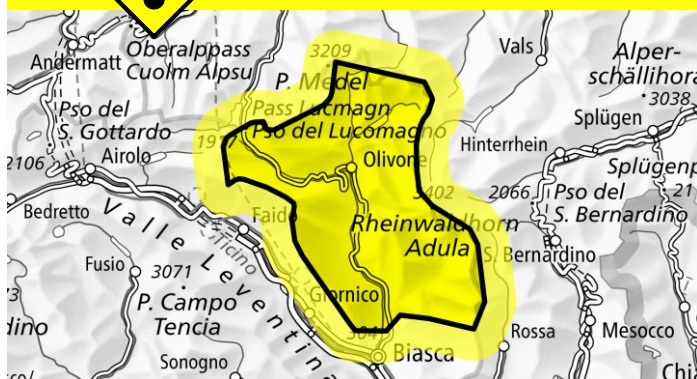 3209
Vals
Oberalppass
Cuolm Alpsu
Andermatt
Alper-
schällihorn
3038
P. Medel
Pass Lucmagn
Pso del Lucomagno
Pso del
S. Gottardo
Splügen
Hinterrhein
1917
2106
Airolo
Olivone
Splügenp
3402
2066
Pso del
S. Bernardino
Bedretto
Faido
Rheinwaldhorn
Adula
S. Bernardino
Valle Leventina
Ticino
Fusio
3071
P. Campo
Tencia
Giornico
Rossa
Mesocco
Biasca
Sonogno